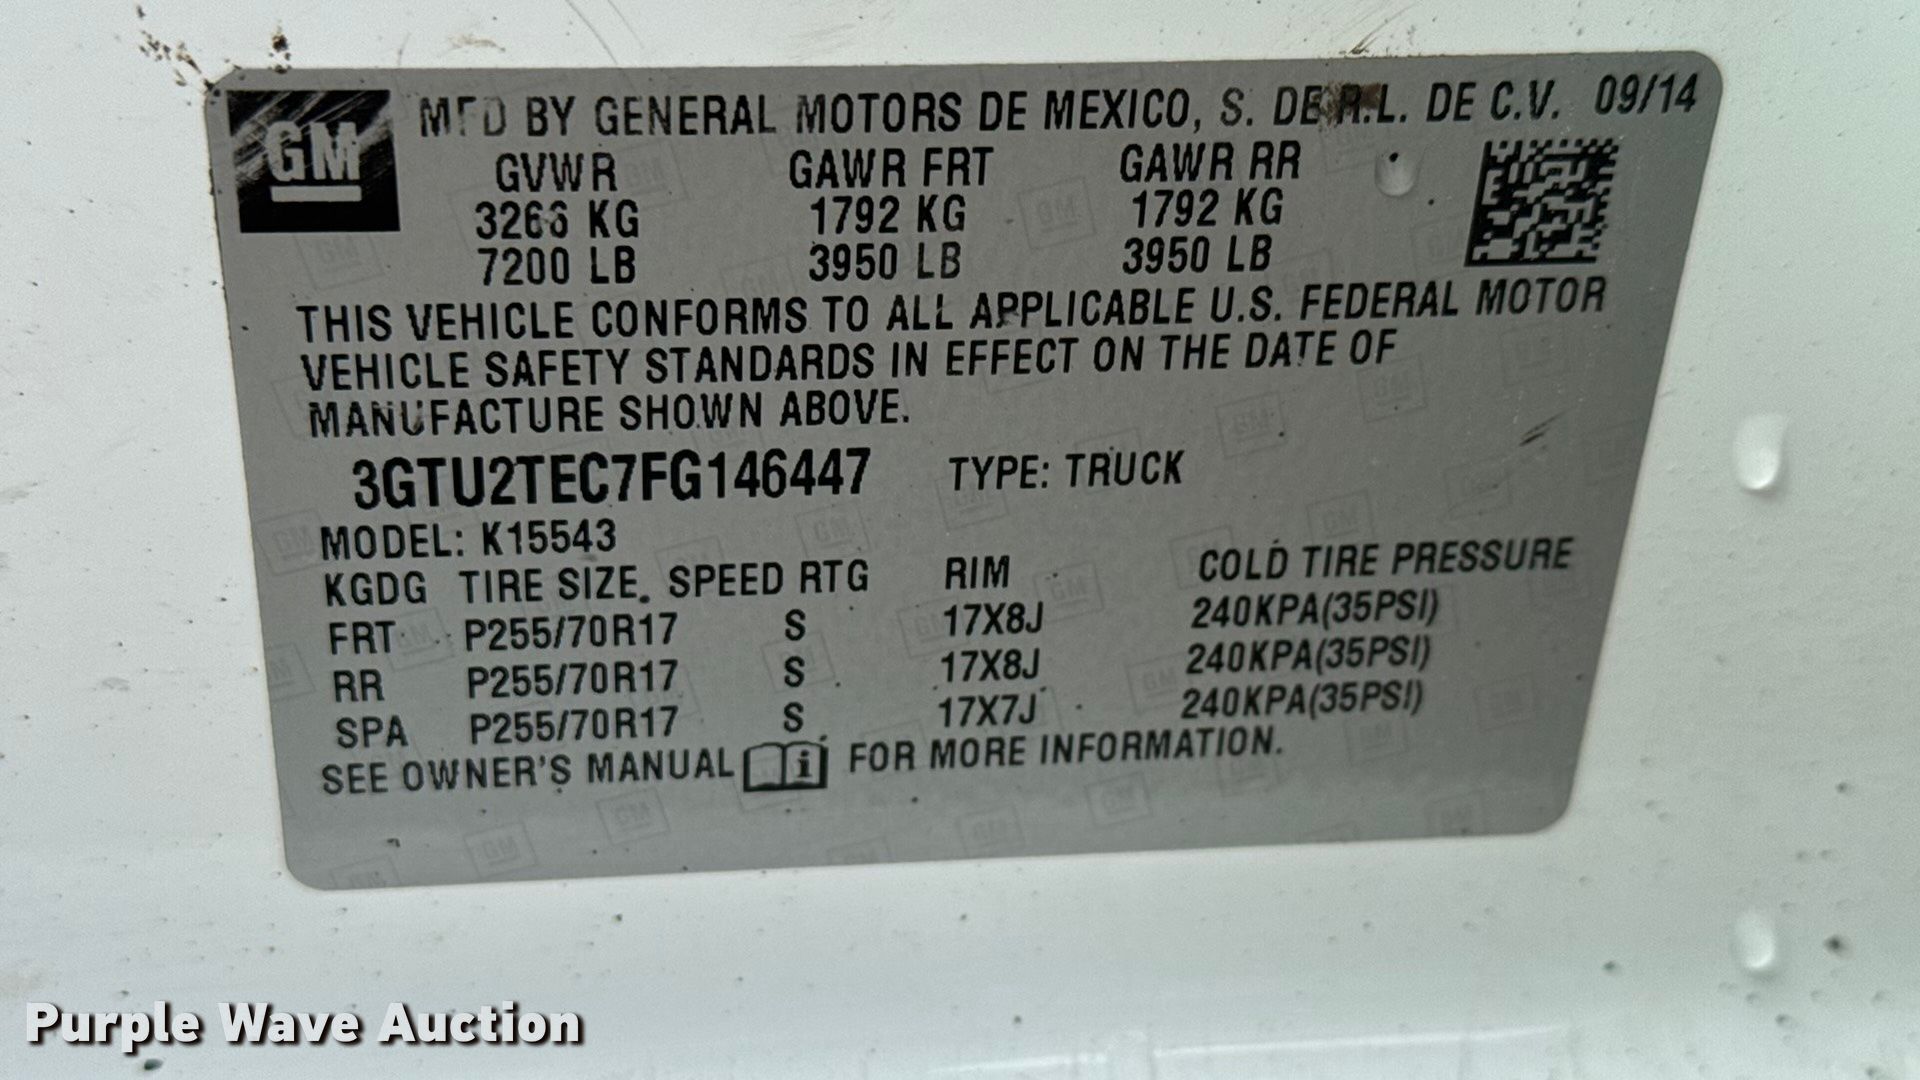 GM
MFD BY GENERAL MOTORS DE MEXICO, S. DE R.L. DE C.V. 09/14
GVWR GAWR FRT GAWR RR
3266 KG 1792 KG 1792 KG
7200 LB 3950 LB 3950 LB
THIS VEHICLE CONFORMS TO ALL APPLICABLE U.S. FEDERAL MOTOR
VEHICLE SAFETY STANDARDS IN EFFECT ON THE DATE OF
MANUFACTURE SHOWN ABOVE.
3GTU2TEC7FG146447 TYPE: TRUCK
MODEL: K15543
KGDG TIRE SIZE. SPEED RTG RIM COLD TIRE PRESSURE
FRT P255/70R17 S 17X8J 240KPA(35PSI)
RR P255/70R17 S 17X8J 240KPA(35PSI)
SPA P255/70R17 S 17X7J 240KPA(35PSI)
SEE OWNER'S MANUAL i FOR MORE INFORMATION.
Purple Wave Auction